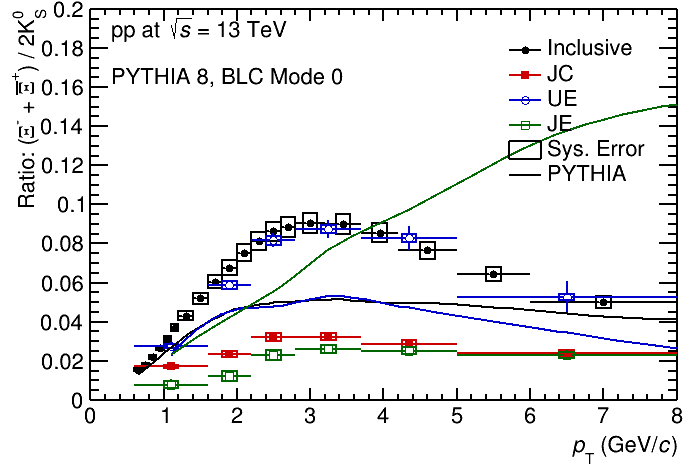 pp at √s = 13 TeV
PYTHIA 8, BLC Mode 0
Inclusive
JC
UE
JE
Sys. Error
PYTHIA
Ratio: (Ξ⁻ + Ξ̅⁺) / 2K⁰_S
0.2
0.18
0.16
0.14
0.12
0.1
0.08
0.06
0.04
0.02
0
0 1 2 3 4 5 6 7 8
p_T (GeV/c)